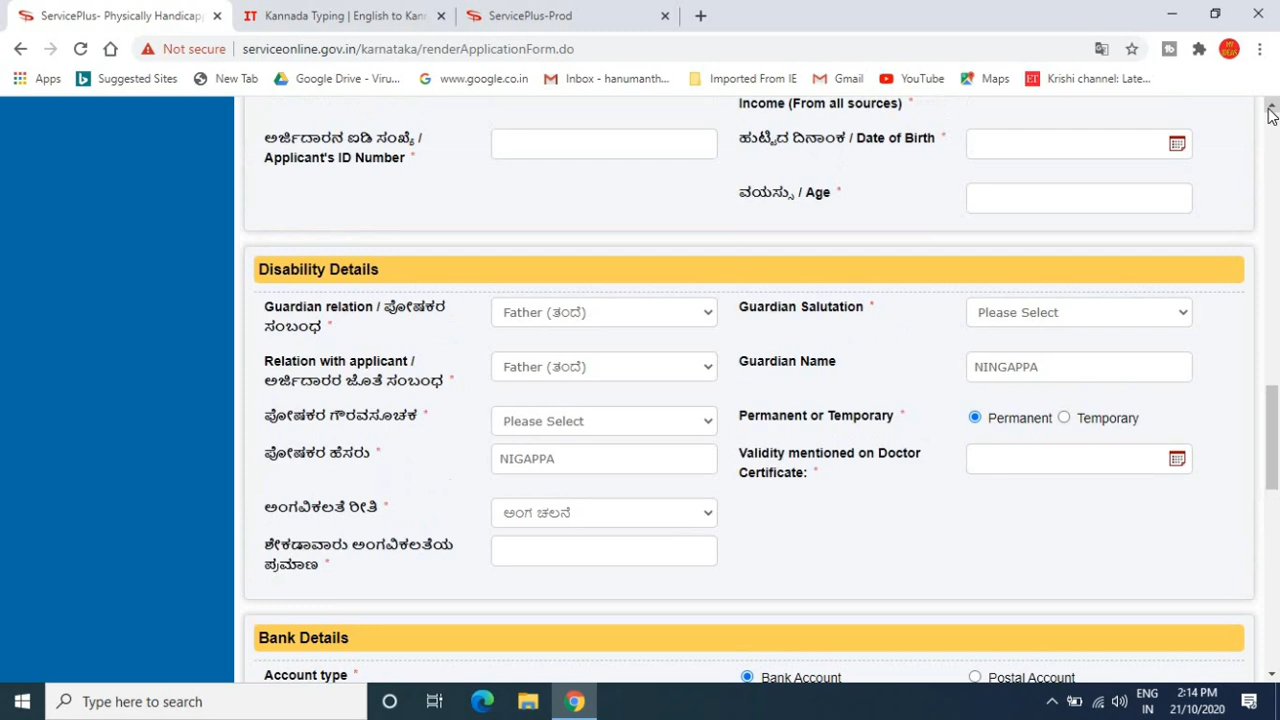 ServicePlus- Physically Handicapp
Kannada Typing | English to Kann
ServicePlus-Prod
Not secure
serviceonline.gov.in/karnataka/renderApplicationForm.do
Apps
Suggested Sites
New Tab
Google Drive - Viru...
www.google.co.in
Inbox - hanumanth...
Imported From IE
Gmail
YouTube
Maps
Krishi channel: Late...
Income (From all sources) *
ಅರ್ಜಿದಾರನ ಐಡಿ ಸಂಖ್ಯೆ /
Applicant's ID Number *
ಹುಟ್ಟಿದ ದಿನಾಂಕ / Date of Birth *
ವಯಸ್ಸು / Age *
Disability Details
Guardian relation / ಪೋಷಕರ
ಸಂಬಂಧ *
Father (ತಂದೆ)
Guardian Salutation *
Please Select
Relation with applicant /
ಅರ್ಜಿದಾರರ ಜೊತೆ ಸಂಬಂಧ *
Father (ತಂದೆ)
Guardian Name
NINGAPPA
ಪೋಷಕರ ಗೌರವಸೂಚಕ *
Please Select
Permanent or Temporary *
Permanent
Temporary
ಪೋಷಕರ ಹೆಸರು *
NIGAPPA
Validity mentioned on Doctor
Certificate: *
ಅಂಗವಿಕಲತೆ ರೀತಿ *
ಅಂಗ ಚಲನೆ
ಶೇಕಡಾವಾರು ಅಂಗವಿಕಲತೆಯ
ಪ್ರಮಾಣ *
Bank Details
Account type *
Bank Account
Postal Account
Type here to search
ENG
IN
2:14 PM
21/10/2020